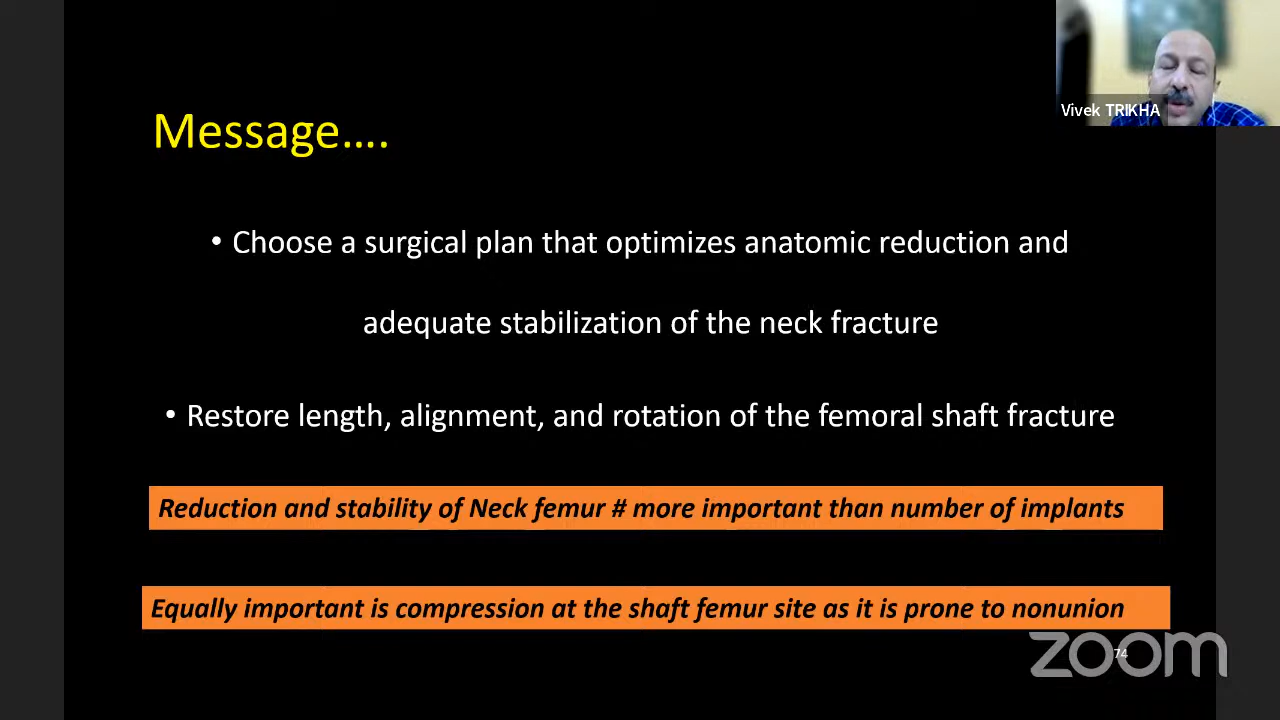 Vivek TRIKHA
Message....
• Choose a surgical plan that optimizes anatomic reduction and
adequate stabilization of the neck fracture
• Restore length, alignment, and rotation of the femoral shaft fracture
Reduction and stability of Neck femur # more important than number of implants
Equally important is compression at the shaft femur site as it is prone to nonunion
74
zoom